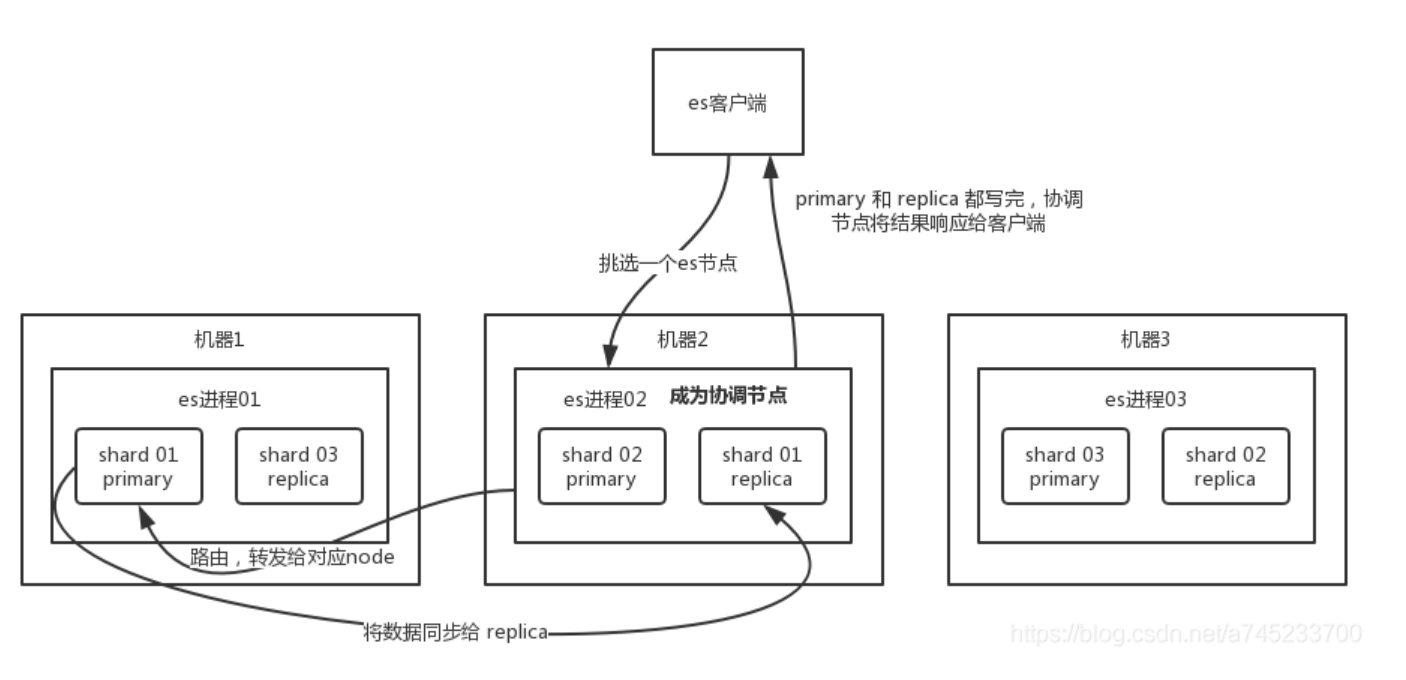 es客户端
primary 和 replica 都写完，协调
节点将结果响应给客户端
挑选一个es节点
机器1
es进程01
shard 01
primary
shard 03
replica
机器2
es进程02 成为协调节点
shard 02
primary
shard 01
replica
机器3
es进程03
shard 03
primary
shard 02
replica
路由，转发给对应node
将数据同步给 replica
https://blog.csdn.net/a745233700